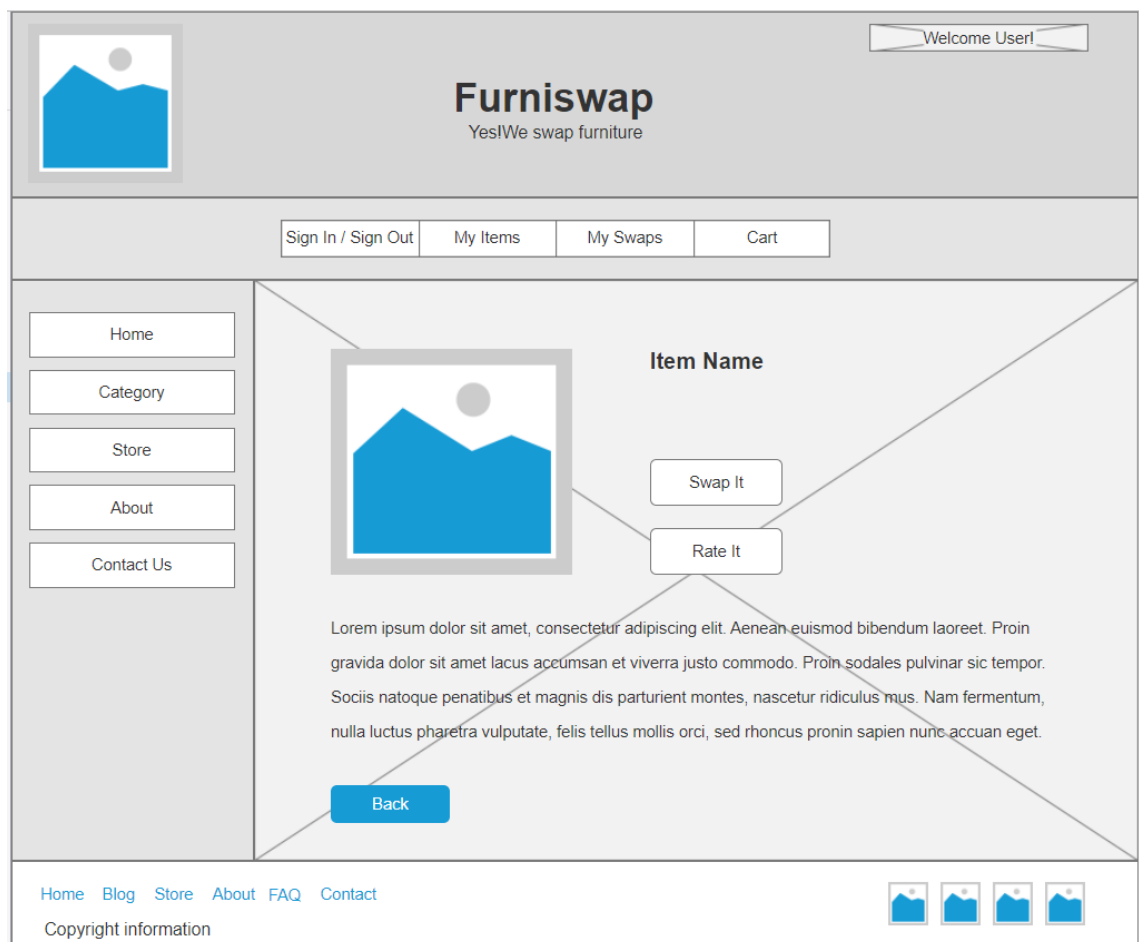 Welcome User!
Furniswap
Yes!We swap furniture
Sign In / Sign Out My Items My Swaps Cart
Home
Category
Store
About
Contact Us
Item Name
Swap It
Rate It
Lorem ipsum dolor sit amet, consectetur adipiscing elit. Aenean euismod bibendum laoreet. Proin
gravida dolor sit amet lacus accumsan et viverra justo commodo. Proin sodales pulvinar sic tempor.
Sociis natoque penatibus et magnis dis parturient montes, nascetur ridiculus mus. Nam fermentum,
nulla luctus pharetra vulputate, felis tellus mollis orci, sed rhoncus pronin sapien nunc accuan eget.
Back
Home Blog Store About FAQ Contact
Copyright information